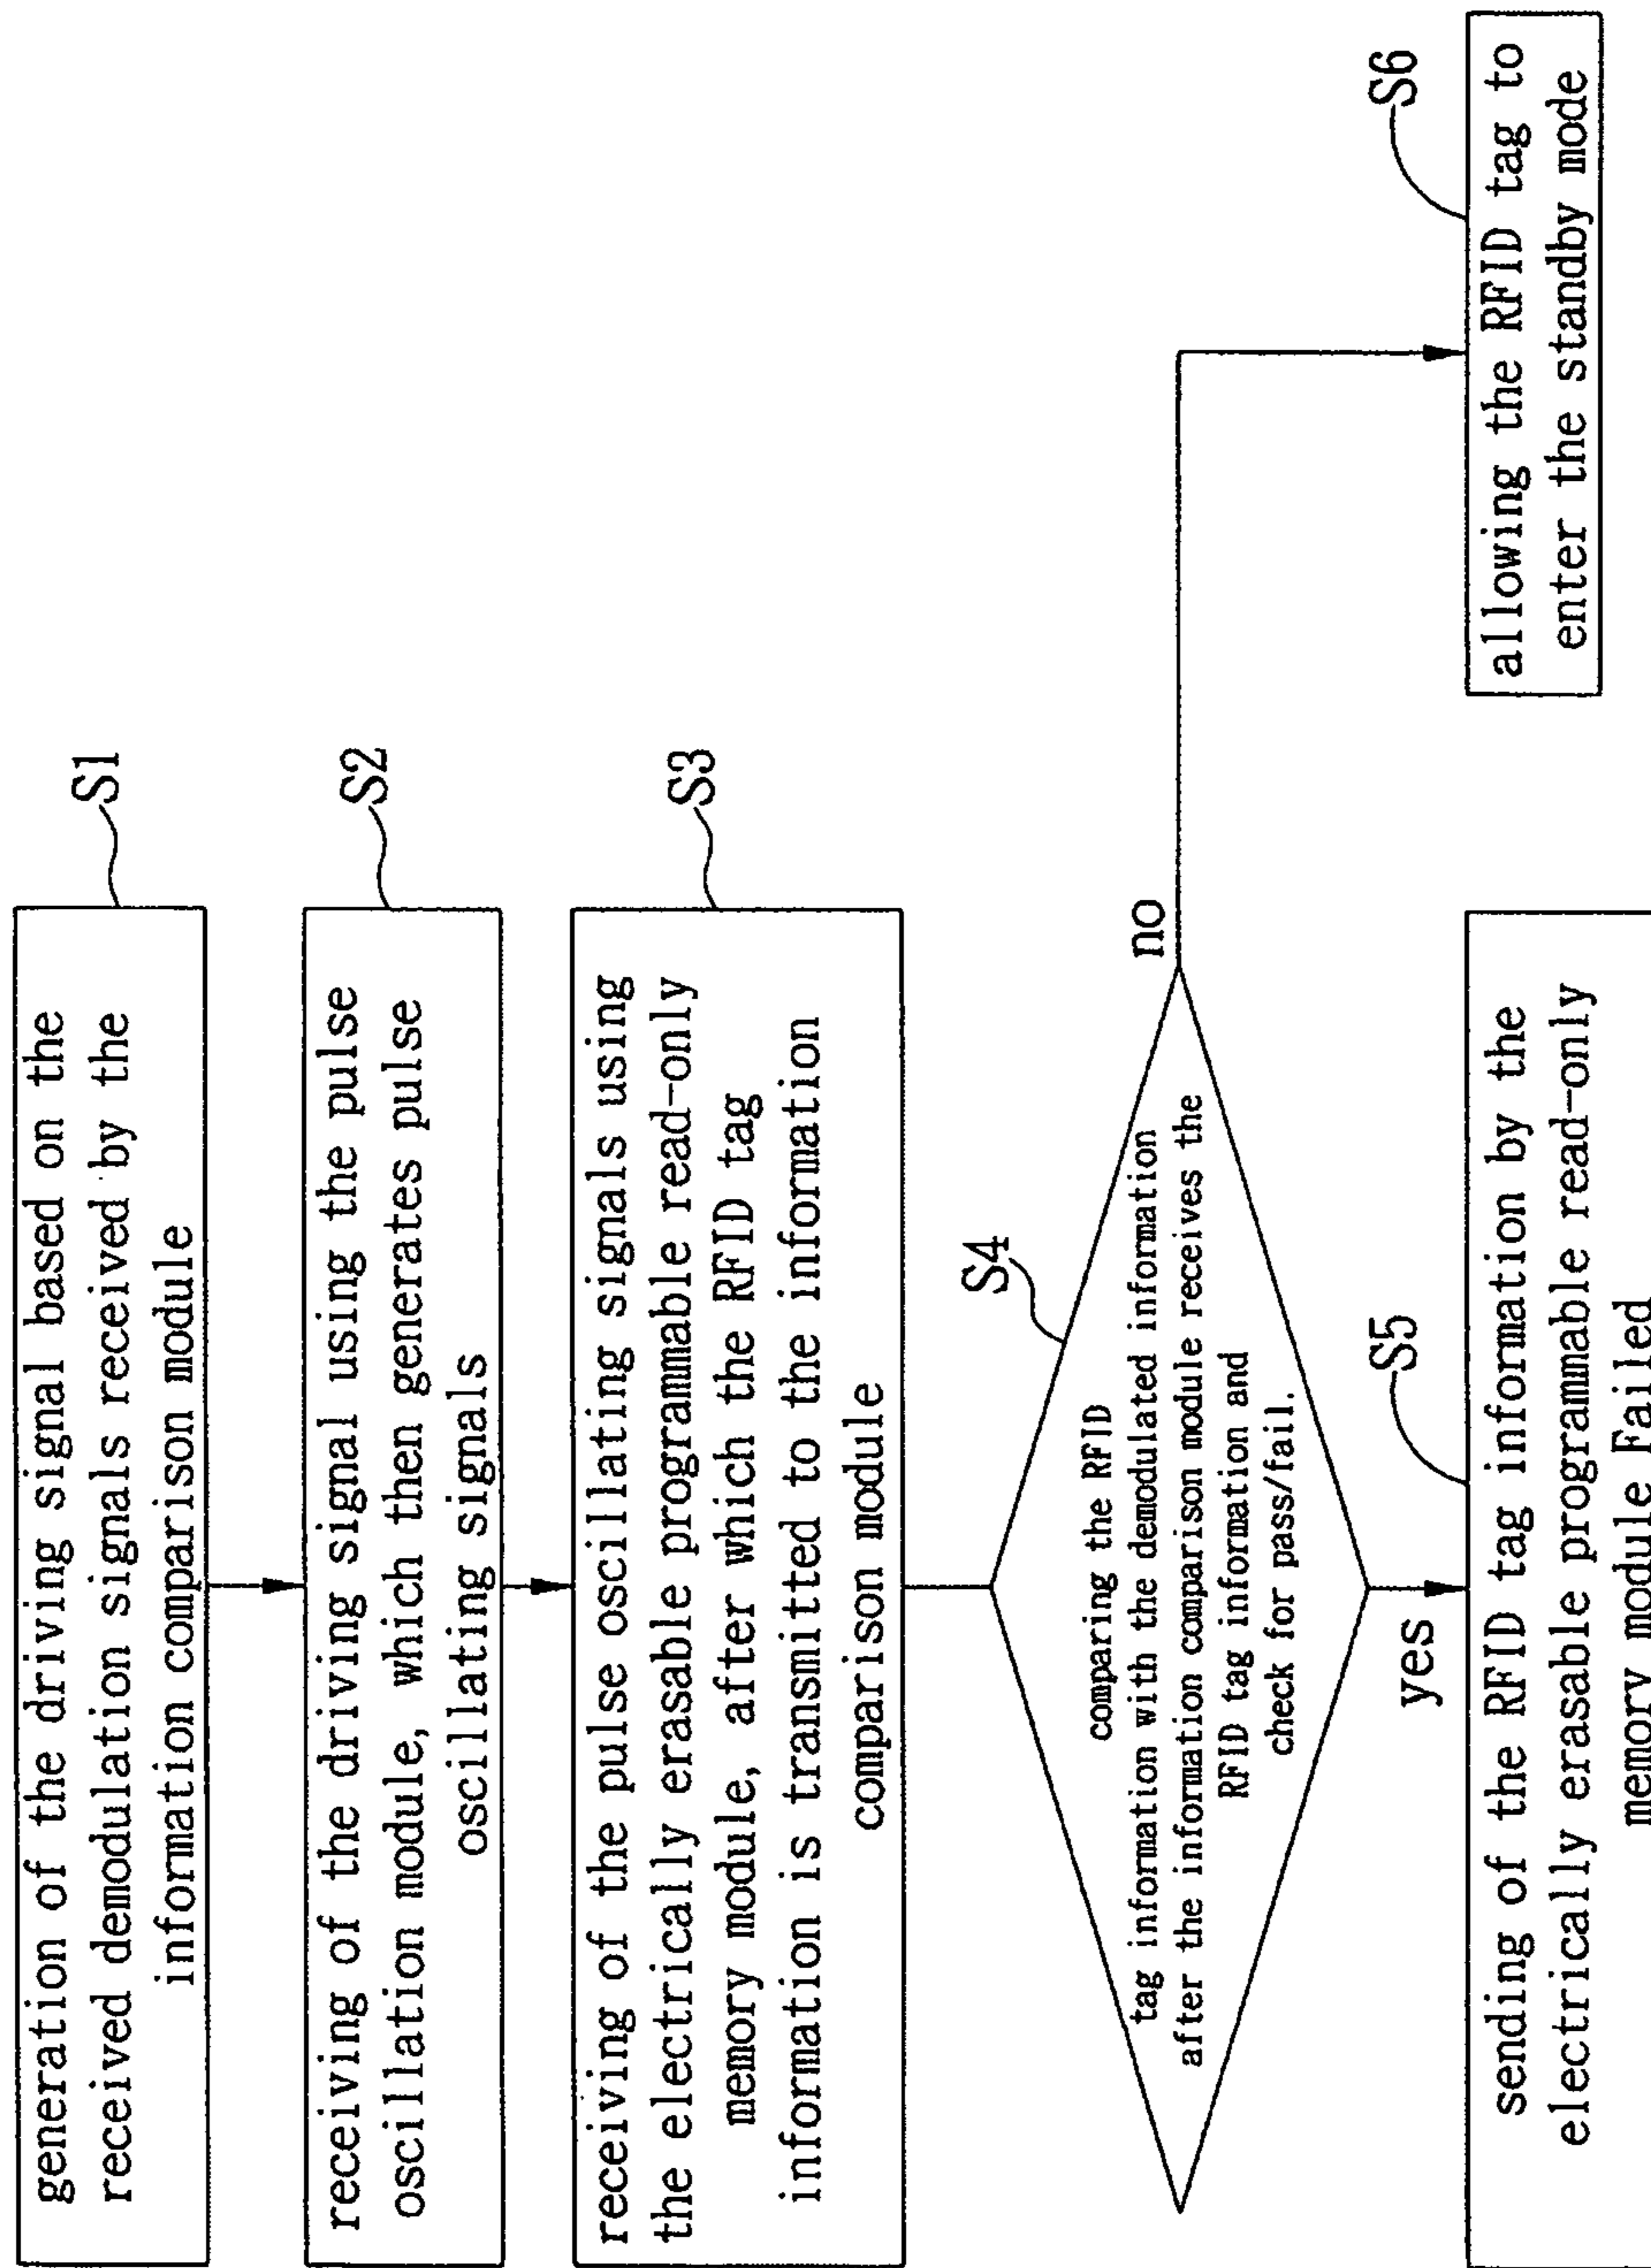 generation of the driving signal based on the
received demodulation signals received by the
information comparison module
S1
receiving of the driving signal using the pulse
oscillation module, which then generates pulse
oscillating signals
S2
receiving of the pulse oscillating signals using
the electrically erasable programmable read-only
memory module, after which the RFID tag
information is transmitted to the information
comparison module
S3
S4
comparing the RFID
tag information with the demodulated information
after the information comparison module receives the
RFID tag information and
check for pass/fail.
no
yes
S5
sending of the RFID tag information by the
electrically erasable programmable read-only
memory module Failed
S6
allowing the RFID tag to
enter the standby mode